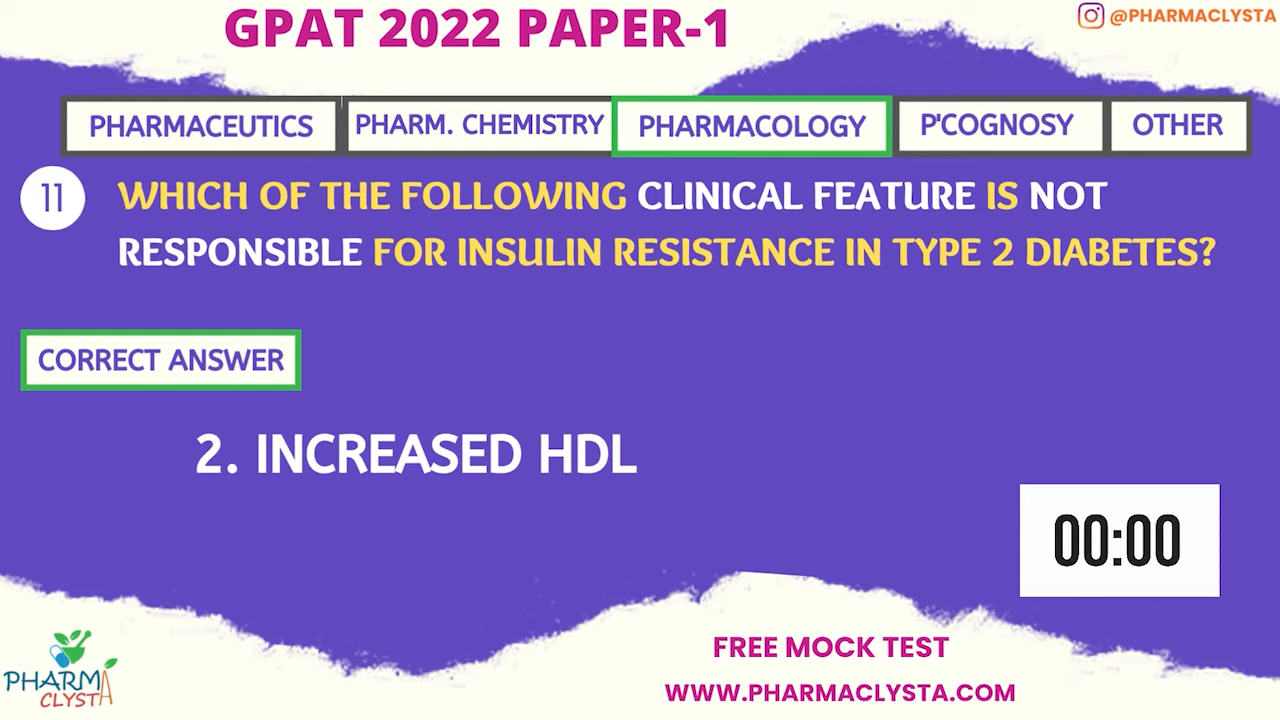 GPAT 2022 PAPER-1
@PHARMACLYSTA
PHARMACEUTICS
PHARM. CHEMISTRY
PHARMACOLOGY
P'COGNOSY
OTHER
11
WHICH OF THE FOLLOWING CLINICAL FEATURE IS NOT
RESPONSIBLE FOR INSULIN RESISTANCE IN TYPE 2 DIABETES?
CORRECT ANSWER
2. INCREASED HDL
00:00
PHARMA
CLYSTA
FREE MOCK TEST
WWW.PHARMACLYSTA.COM